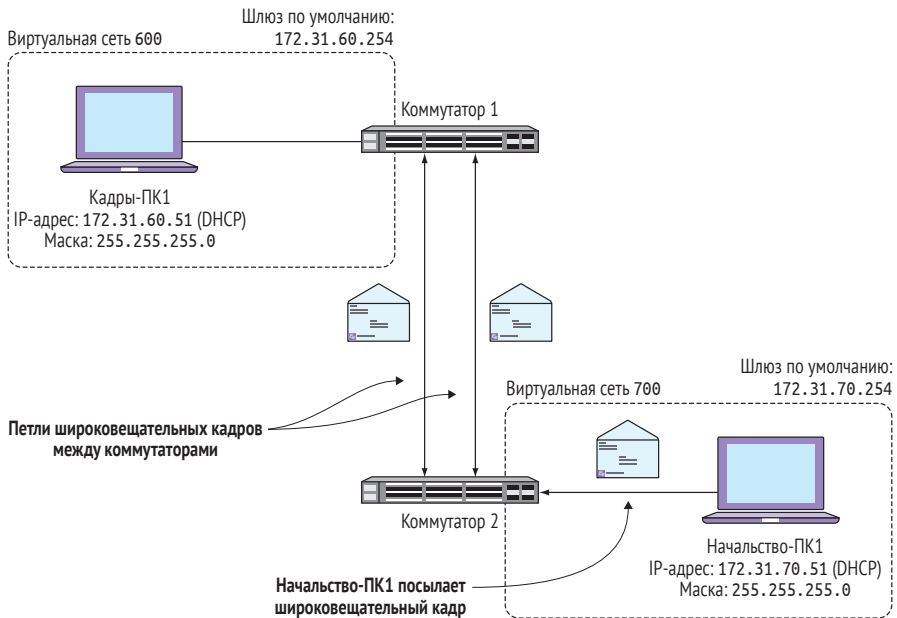 Шлюз по умолчанию:
Виртуальная сеть 600
172.31.60.254
Коммутатор 1
Кадры-ПК1
IP-адрес: 172.31.60.51 (DHCP)
Маска: 255.255.255.0
Шлюз по умолчанию:
Виртуальная сеть 700
172.31.70.254
Петли широковещательных кадров
между коммутаторами
Коммутатор 2
Начальство-ПК1
IP-адрес: 172.31.70.51 (DHCP)
Маска: 255.255.255.0
Начальство-ПК1 посылает
широковещательный кадр